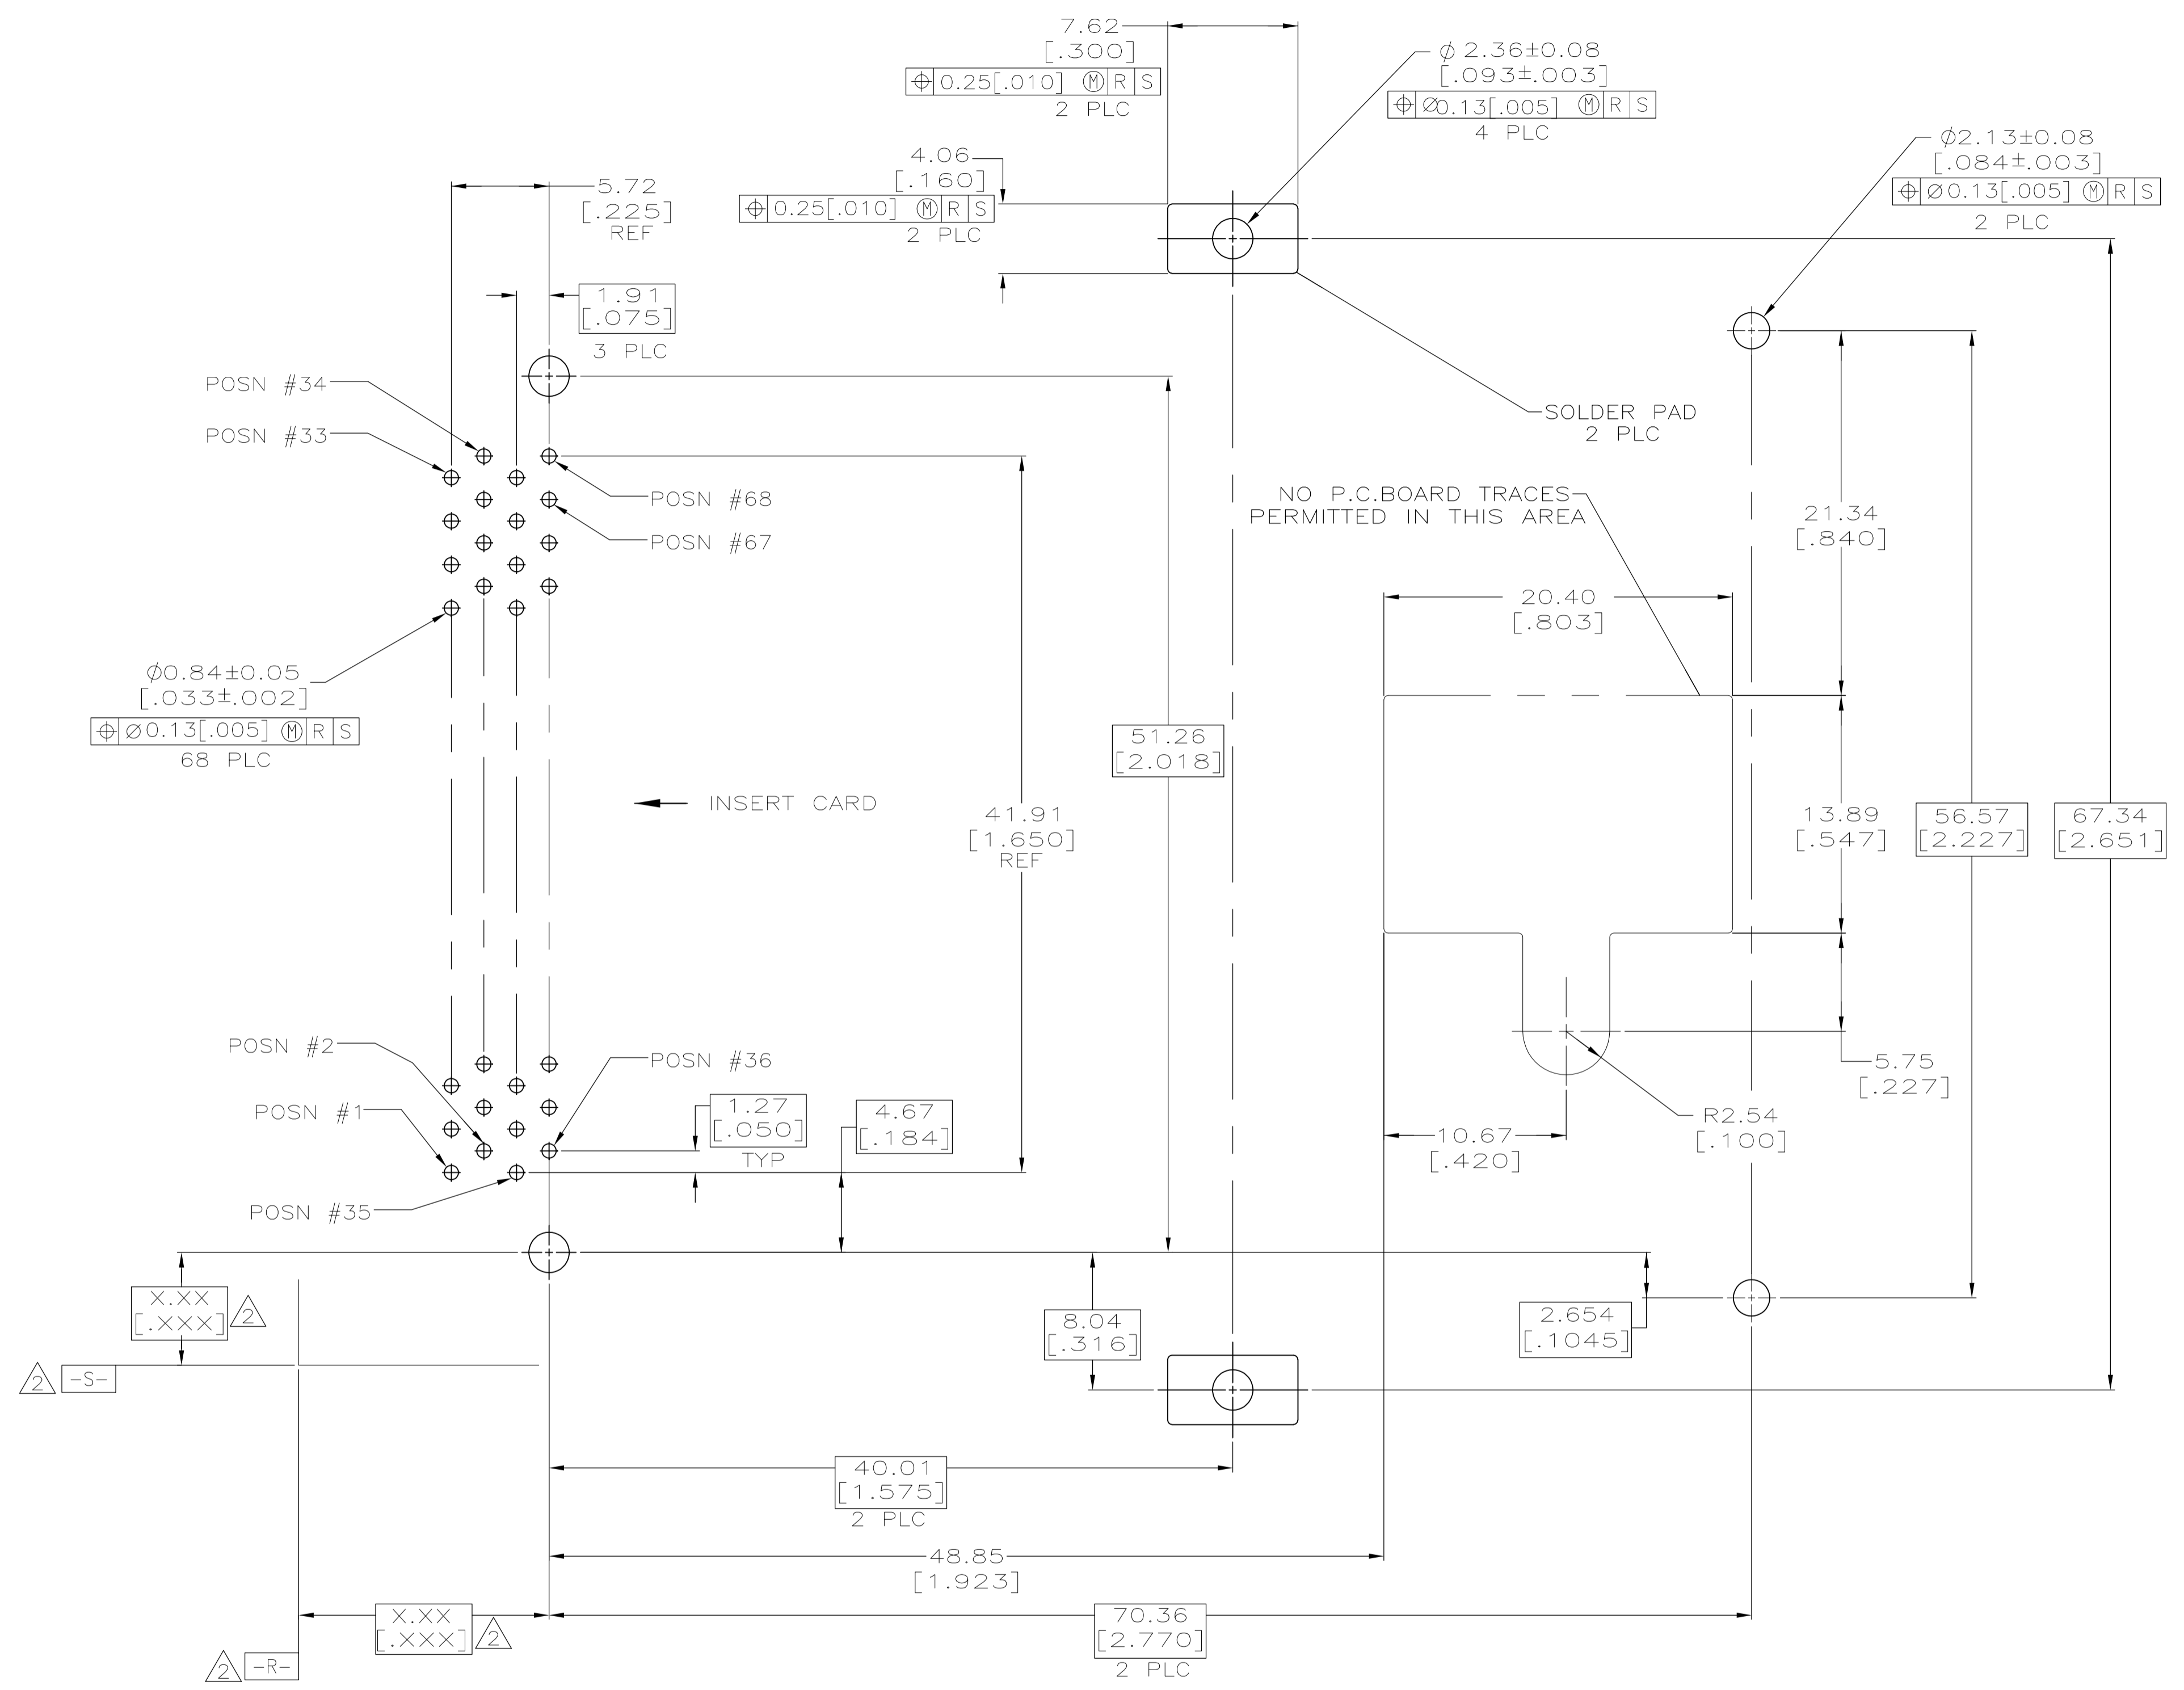 7.62
[.300]
⌖ 0.25[.010] Ⓜ R S
2 PLC
ϕ 2.36±0.08
[.093±.003]
⌖ ⌀0.13[.005] Ⓜ R S
4 PLC
ϕ2.13±0.08
[.084±.003]
⌖ ⌀0.13[.005] Ⓜ R S
2 PLC
4.06
[.160]
⌖ 0.25[.010] Ⓜ R S
2 PLC
5.72
[.225]
REF
1.91
[.075]
3 PLC
POSN #34
POSN #33
POSN #68
POSN #67
SOLDER PAD
2 PLC
NO P.C.BOARD TRACES
PERMITTED IN THIS AREA
21.34
[.840]
20.40
[.803]
ϕ0.84±0.05
[.033±.002]
⌖ ⌀0.13[.005] Ⓜ R S
68 PLC
51.26
[2.018]
INSERT CARD
41.91
[1.650]
REF
13.89
[.547]
56.57
[2.227]
67.34
[2.651]
POSN #2
POSN #1
POSN #36
POSN #35
1.27
[.050]
TYP
4.67
[.184]
5.75
[.227]
R2.54
[.100]
10.67
[.420]
X.XX
[.XXX] 2
2 -S-
8.04
[.316]
2.654
[.1045]
40.01
[1.575]
2 PLC
48.85
[1.923]
X.XX
[.XXX] 2
2 -R-
70.36
[2.770]
2 PLC